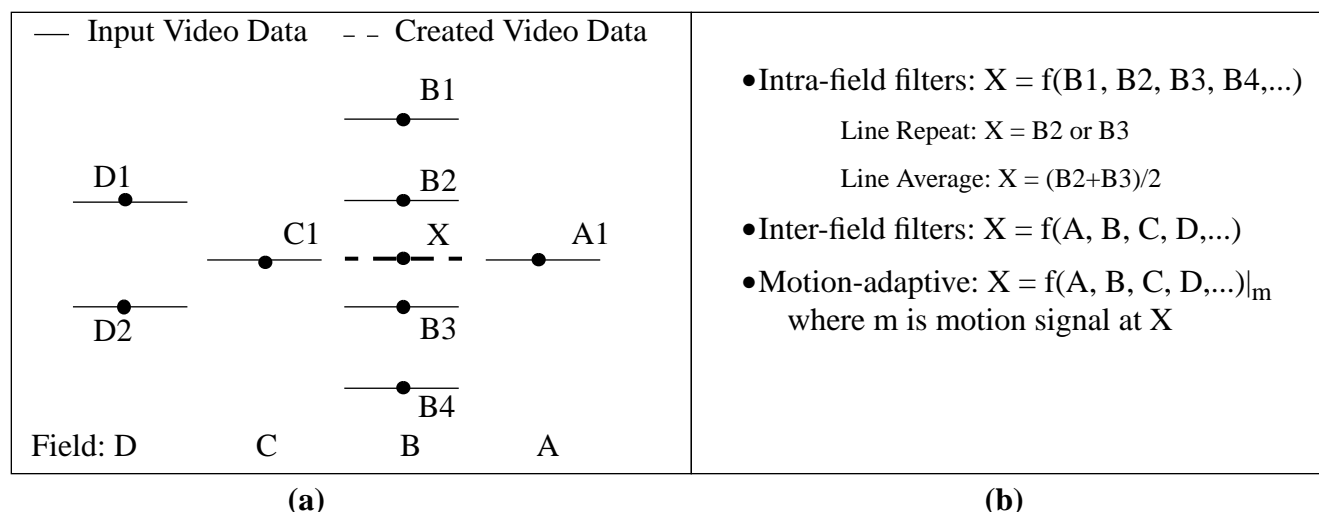 Input Video Data
Created Video Data
B1
D1
B2
C1
X
A1
D2
B3
B4
Field: D C B A
(a)
•Intra-field filters: X = f(B1, B2, B3, B4,...)
Line Repeat: X = B2 or B3
Line Average: X = (B2+B3)/2
•Inter-field filters: X = f(A, B, C, D,...)
•Motion-adaptive: X = f(A, B, C, D,...)|m
where m is motion signal at X
(b)